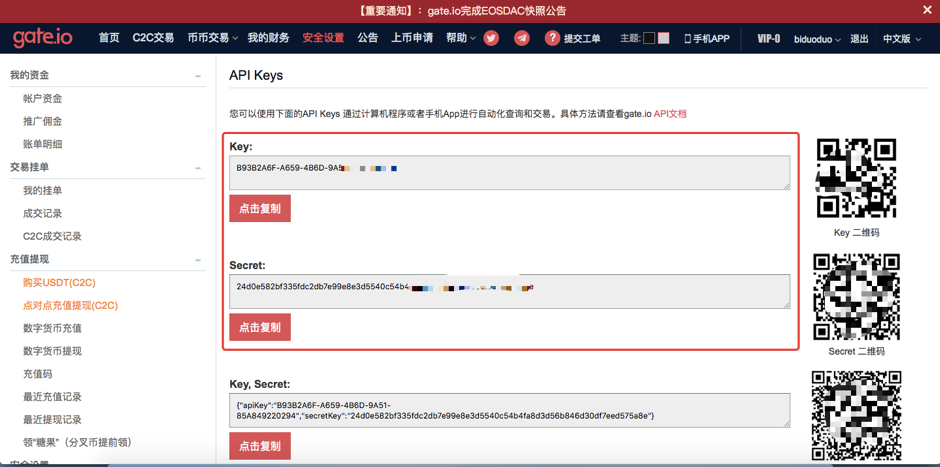 【重要通知】：gate.io完成EOSDAC快照公告 ×
gate.io 首页 C2C交易 币币交易 我的财务 安全设置 公告 上币申请 帮助 ? 提交工单 主题: 手机APP VIP-0 biduoduo 退出 中文版
我的资金 −
帐户资金
推广佣金
账单明细
交易挂单 −
我的挂单
成交记录
C2C成交记录
充值提现 −
购买USDT(C2C)
点对点充值提现(C2C)
数字货币充值
数字货币提现
充值码
最近充值记录
最近提现记录
领“糖果”（分叉币提前领）
安全设置
API Keys
您可以使用下面的API Keys 通过计算机程序或者手机App进行自动化查询和交易。具体方法请查看gate.io API文档
Key:
B93B2A6F-A659-4B6D-9A5
点击复制
Key 二维码
Secret:
24d0e582bf335fdc2db7e99e8e3d5540c54b4
点击复制
Secret 二维码
Key, Secret:
{"apiKey":"B93B2A6F-A659-4B6D-9A51-
85A849220294","secretKey":"24d0e582bf335fdc2db7e99e8e3d5540c54b4fa8d3d56b846d30df7eed575a8e"}
点击复制